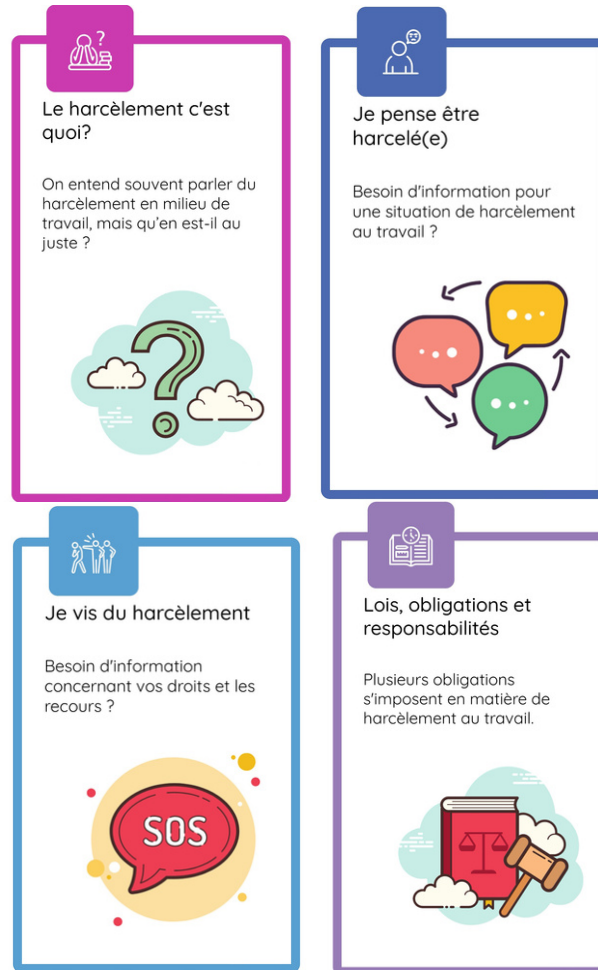 ?
Le harcèlement c'est
quoi?
On entend souvent parler du
harcèlement en milieu de
travail, mais qu'en est-il au
juste ?
?
Je pense être
harcelé(e)
Besoin d'information pour
une situation de harcèlement
au travail ?
Je vis du harcèlement
Besoin d'information
concernant vos droits et les
recours ?
SOS
Lois, obligations et
responsabilités
Plusieurs obligations
s'imposent en matière de
harcèlement au travail.